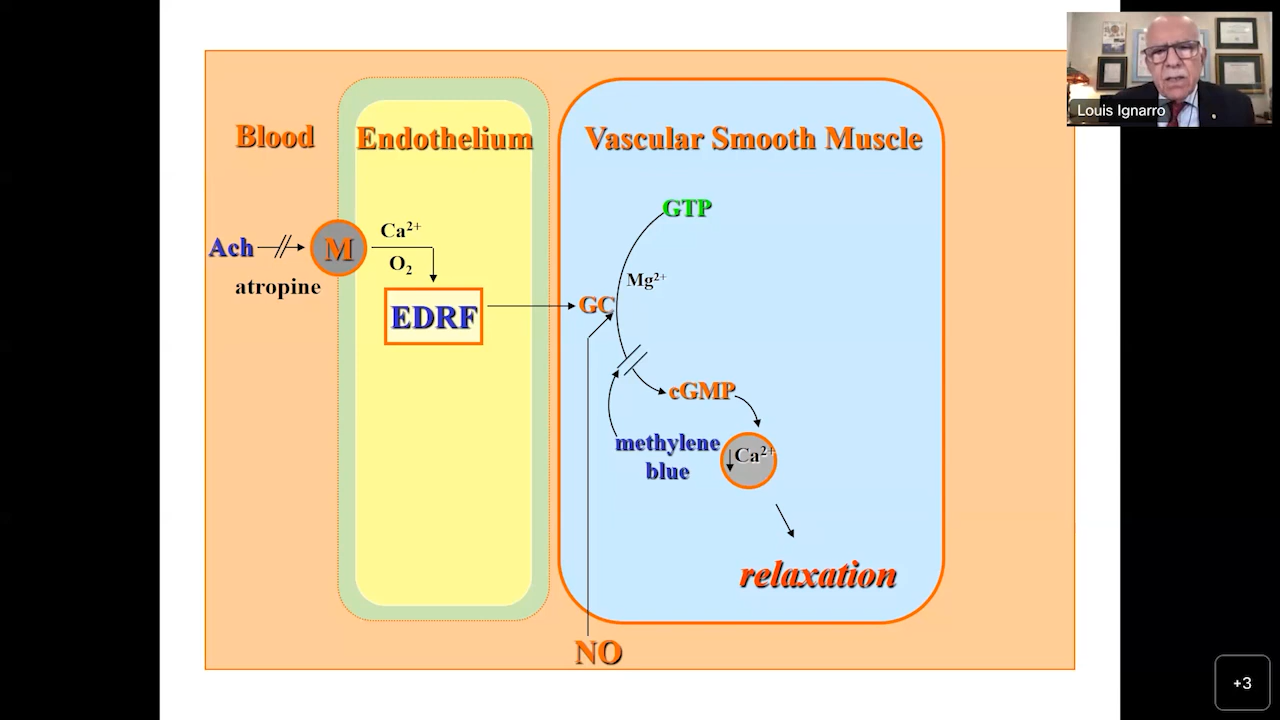 Louis Ignarro
Blood
Endothelium
Vascular Smooth Muscle
GTP
Ach
M
Ca²⁺
O₂
atropine
Mg²⁺
EDRF
GC
cGMP
methylene
blue
↓Ca²⁺
relaxation
NO
+3